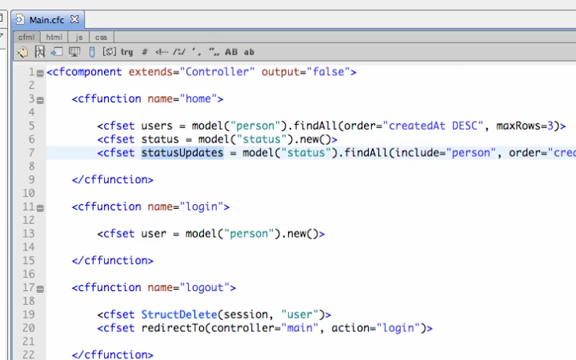 Main.cfc
cfml html js css
try # AB ab
1 <cfcomponent extends="Controller" output="false">
2
3 <cffunction name="home">
4
5 <cfset users = model("person").findAll(order="createdAt DESC", maxRows=3)>
6 <cfset status = model("status").new()>
7 <cfset statusUpdates = model("status").findAll(include="person", order="crea
8
9 </cffunction>
10
11 <cffunction name="login">
12
13 <cfset user = model("person").new()>
14
15 </cffunction>
16
17 <cffunction name="logout">
18
19 <cfset StructDelete(session, "user")>
20 <cfset redirectTo(controller="main", action="login")>
21
22 </cffunction>